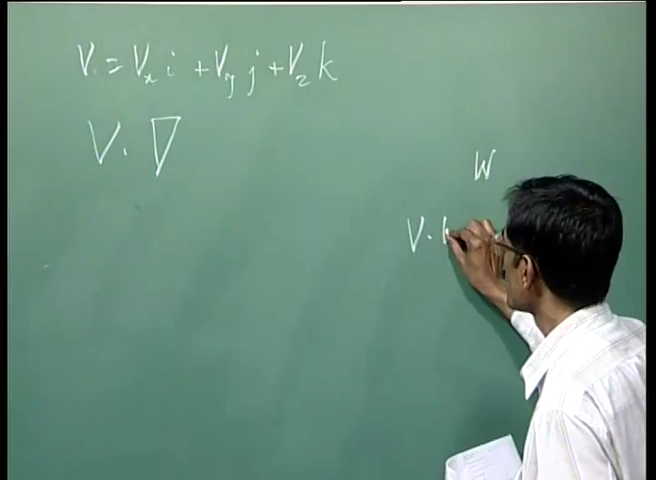 V = Vx i + Vy j + Vz k
V . ∇
W
V .